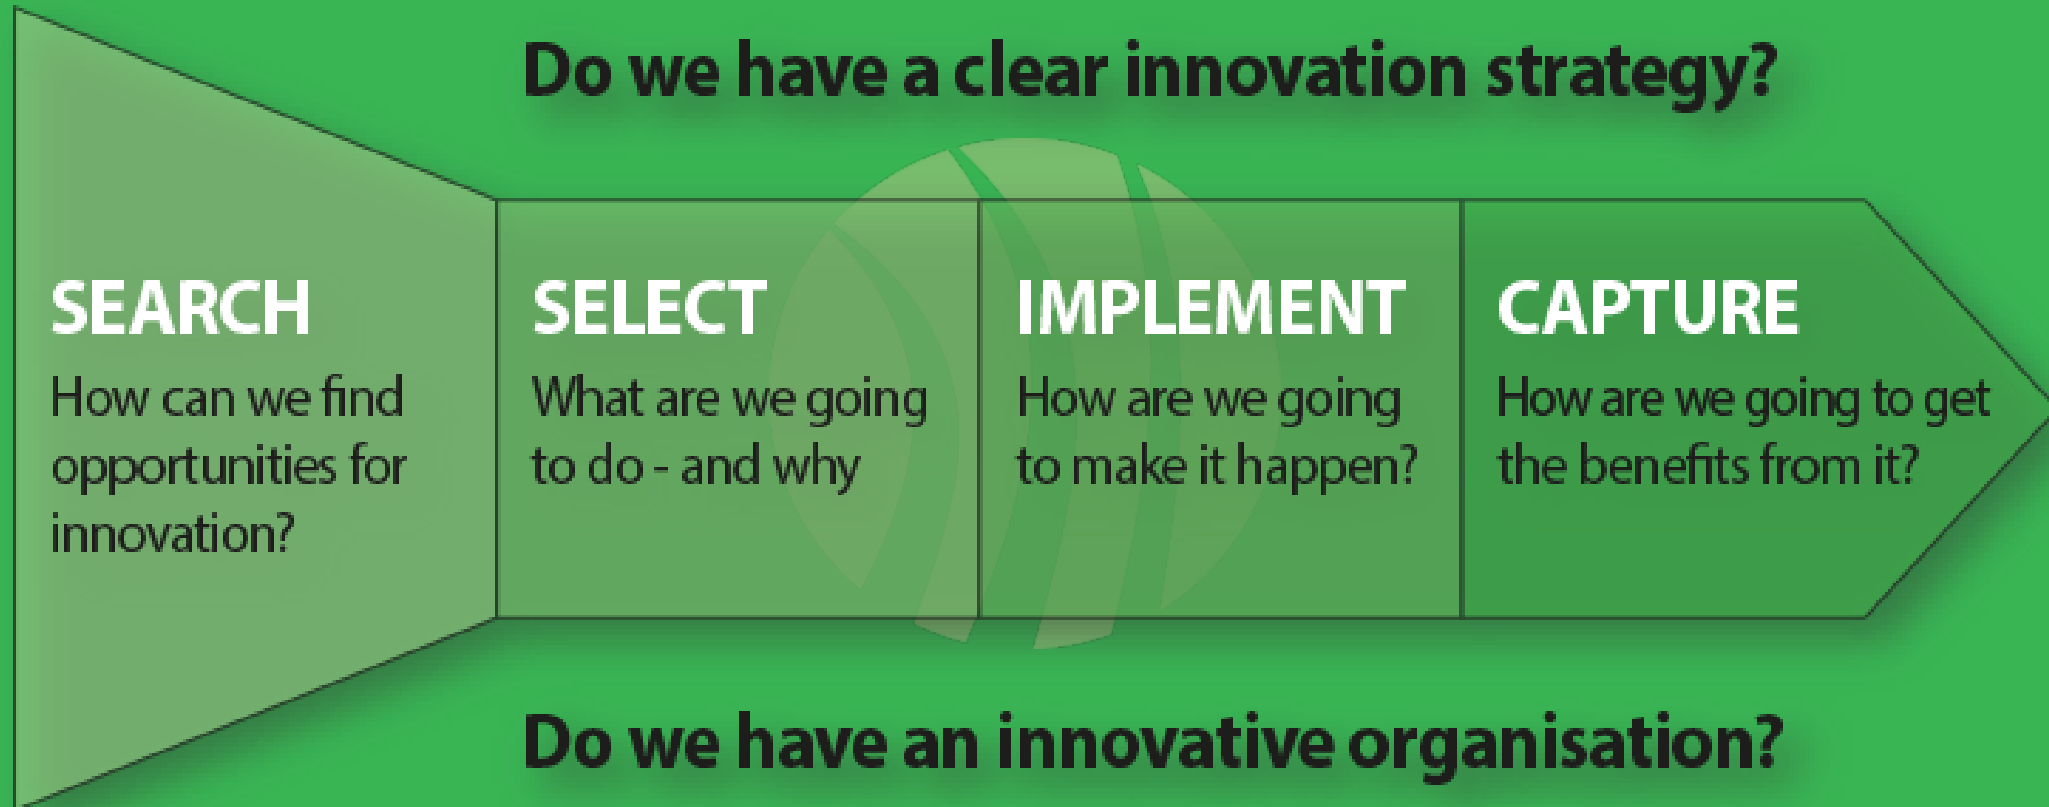 Do we have a clear innovation strategy?
SEARCH
How can we find
opportunities for
innovation?
SELECT
What are we going
to do - and why
IMPLEMENT
How are we going
to make it happen?
CAPTURE
How are we going to get
the benefits from it?
Do we have an innovative organisation?